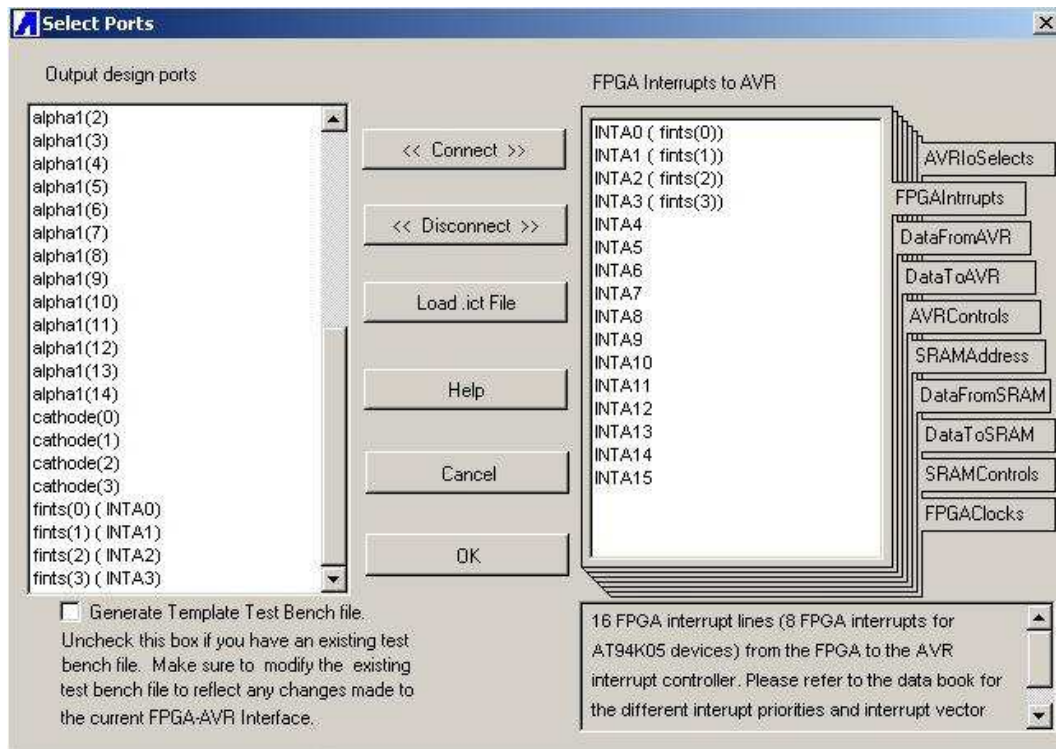 Select Ports
Output design ports
alpha1(2)
alpha1(3)
alpha1(4)
alpha1(5)
alpha1(6)
alpha1(7)
alpha1(8)
alpha1(9)
alpha1(10)
alpha1(11)
alpha1(12)
alpha1(13)
alpha1(14)
cathode(0)
cathode(1)
cathode(2)
cathode(3)
fints(0) ( INTA0)
fints(1) ( INTA1)
fints(2) ( INTA2)
fints(3) ( INTA3)
Generate Template Test Bench file.
Uncheck this box if you have an existing test
bench file. Make sure to modify the existing
test bench file to reflect any changes made to
the current FPGA-AVR Interface.
<< Connect >>
<< Disconnect >>
Load .ict File
Help
Cancel
OK
FPGA Interrupts to AVR
INTA0 ( fints(0))
INTA1 ( fints(1))
INTA2 ( fints(2))
INTA3 ( fints(3))
INTA4
INTA5
INTA6
INTA7
INTA8
INTA9
INTA10
INTA11
INTA12
INTA13
INTA14
INTA15
AVRIoSelects
FPGAIntrrupts
DataFromAVR
DataToAVR
AVRControls
SRAMAddress
DataFromSRAM
DataToSRAM
SRAMControls
FPGAClocks
16 FPGA interrupt lines (8 FPGA interrupts for
AT94K05 devices) from the FPGA to the AVR
interrupt controller. Please refer to the data book for
the different interupt priorities and interrupt vector